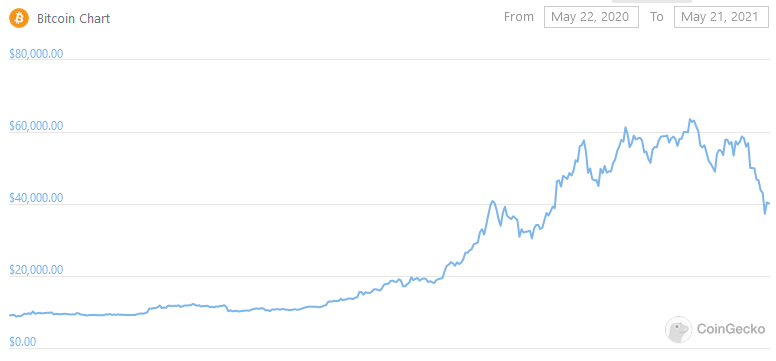 Bitcoin Chart
From May 22, 2020 To May 21, 2021
$80,000.00
$60,000.00
$40,000.00
$20,000.00
$0.00
CoinGecko